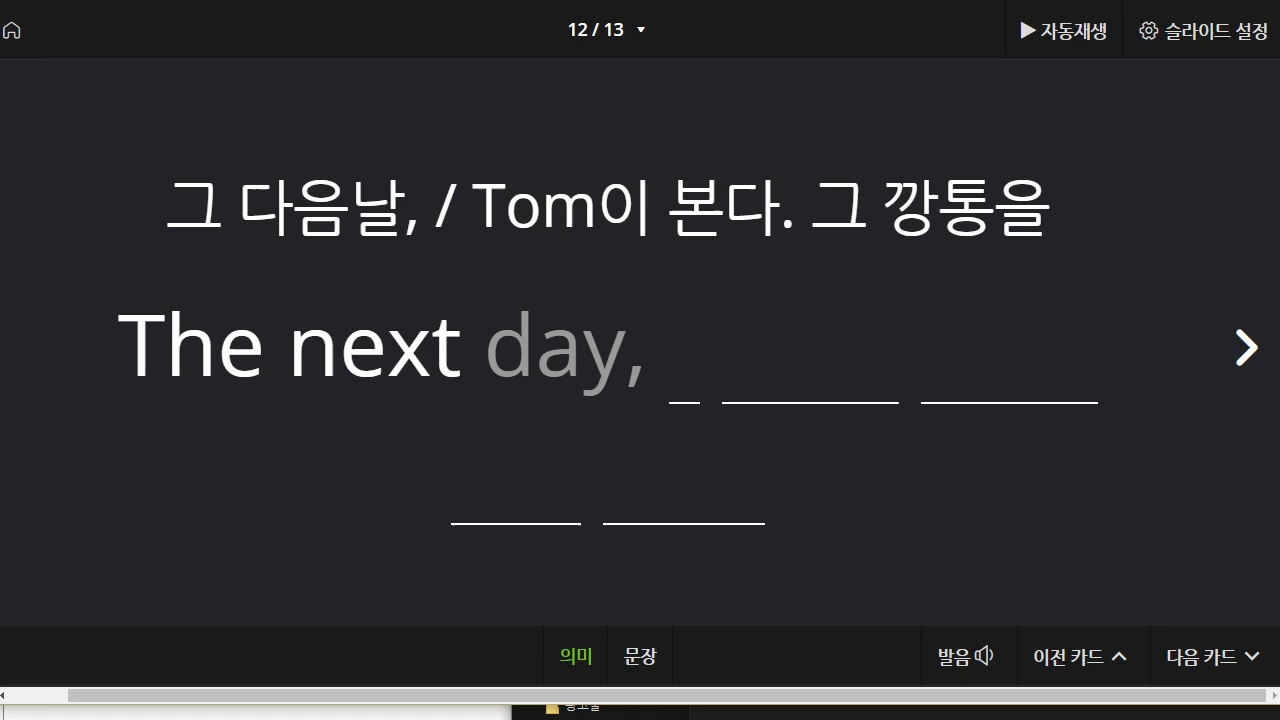 12 / 13
자동재생
슬라이드 설정
그 다음날, / Tom이 본다. 그 깡통을
The next day,
의미
문장
발음
이전 카드
다음 카드